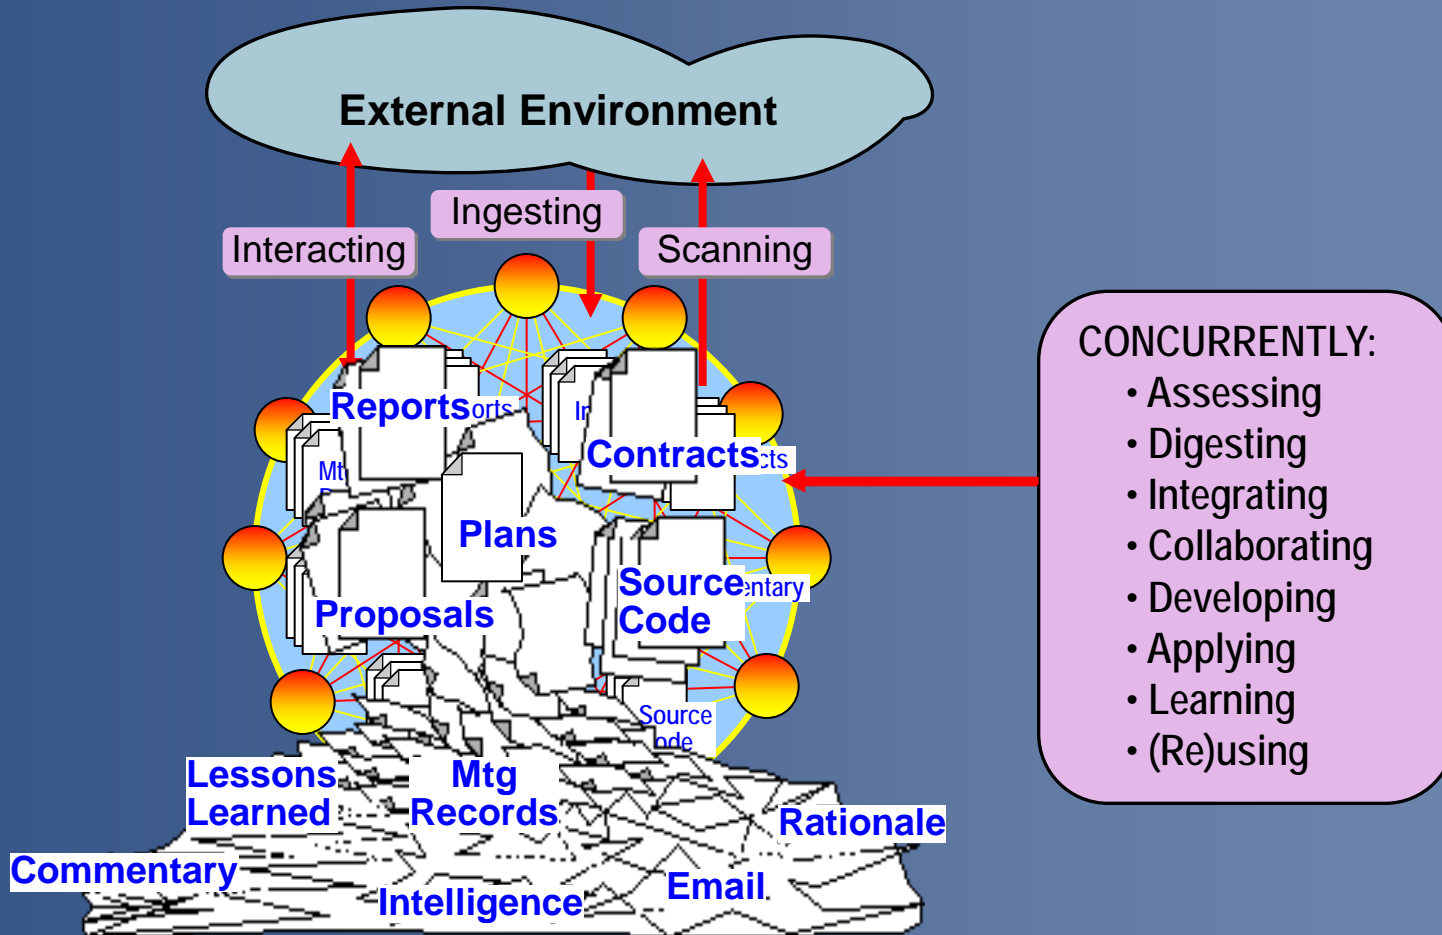 External Environment
Ingesting
Interacting
Scanning
CONCURRENTLY:
• Assessing
• Digesting
• Integrating
• Collaborating
• Developing
• Applying
• Learning
• (Re)using
Reports
Contracts
Plans
Source
Code
Proposals
Source
Lessons
Learned
Mtg
Records
Rationale
Commentary
Email
Intelligence